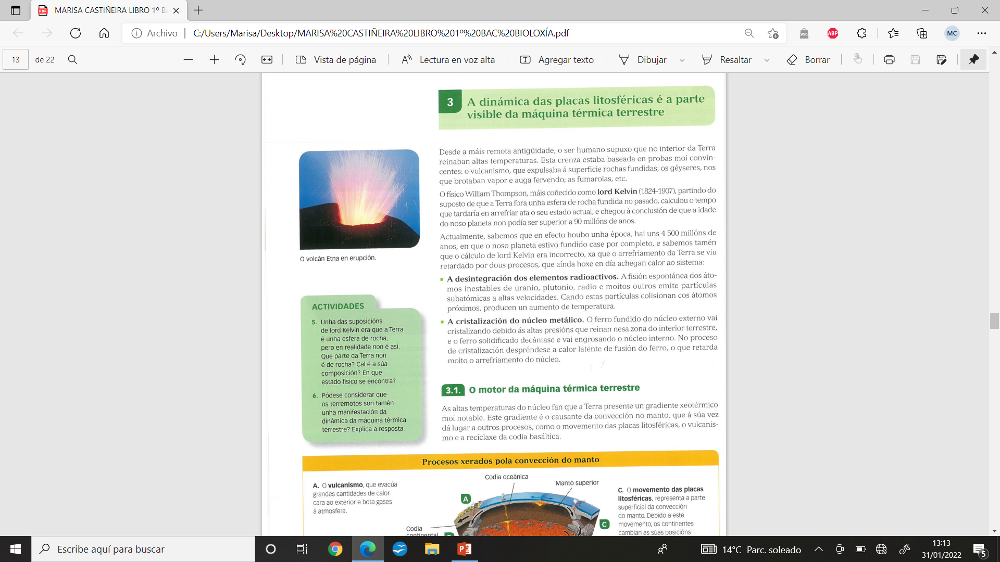 MARISA CASTIÑEIRA LIBRO 1º BA
Archivo
C:/Users/Marisa/Desktop/MARISA%20CASTIÑEIRA%20LIBRO%201º%20BAC%20BIOLOXÍA.pdf
AVG
ABP
MC
13 de 22
Vista de página
Lectura en voz alta
Agregar texto
Dibujar
Resaltar
Borrar
3 A dinámica das placas litosféricas é a parte
visible da máquina térmica terrestre
Desde a máis remota antigüidade, o ser humano supuxo que no interior da Terra
reinaban altas temperaturas. Esta crenza estaba baseada en probas moi convin-
centes: o vulcanismo, que expulsaba á superficie rochas fundidas; os géyseres, nos
que brotaban vapor e auga fervendo; as fumarolas, etc.
O físico William Thompson, máis coñecido como lord Kelvin (1824-1907), partindo do
suposto de que a Terra fora unha esfera de rocha fundida no pasado, calculou o tempo
que tardaría en arrefriar ata o seu estado actual, e chegou á conclusión de que a idade
do noso planeta non podía ser superior a 90 millóns de anos.
Actualmente, sabemos que en efecto houbo unha época, hai uns 4 500 millóns de
anos, en que o noso planeta estivo fundido case por completo, e sabemos tamén
que o cálculo de lord Kelvin era incorrecto, xa que o arrefriamento da Terra se viu
retardado por dous procesos, que aínda hoxe en día achegan calor ao sistema:
A desintegración dos elementos radioactivos. A fisión espontánea dos áto-
mos inestables de uranio, plutonio, radio e moitos outros emite partículas
subatómicas a altas velocidades. Cando estas partículas colisionan cos átomos
próximos, producen un aumento de temperatura.
A cristalización do núcleo metálico. O ferro fundido do núcleo externo vai
cristalizando debido ás altas presións que reinan nesa zona do interior terrestre,
e o ferro solidificado decántase e vai engrosando o núcleo interno. No proceso
de cristalización despréndese a calor latente de fusión do ferro, o que retarda
moito o arrefriamento do núcleo.
O volcán Etna en erupción.
ACTIVIDADES
5. Unha das suposicións
de lord Kelvin era que a Terra
é unha esfera de rocha,
pero en realidade non é así.
Que parte da Terra non
é de rocha? Cal é a súa
composición? En que
estado físico se encontra?
6. Pódese considerar que
os terremotos son tamén
unha manifestación da
dinámica da máquina térmica
terrestre? Explica a resposta.
3.1. O motor da máquina térmica terrestre
As altas temperaturas do núcleo fan que a Terra presente un gradiente xeotérmico
moi notable. Este gradiente é o causante da convección no manto, que á súa vez
dá lugar a outros procesos, como o movemento das placas litosféricas, o vulcanis-
mo e a reciclaxe da codia basáltica.
Procesos xerados pola convección do manto
A. O vulcanismo, que evacúa
grandes cantidades de calor
cara ao exterior e bota gases
á atmosfera.
Codia oceánica
Manto superior
A
C
Codia
continental
C. O movemento das placas
litosféricas, representa a parte
superficial da convección
do manto. Debido a este
movemento, os continentes
cambian as súas posicións
Escribe aquí para buscar
14°C Parc. soleado
13:13
31/01/2022
5